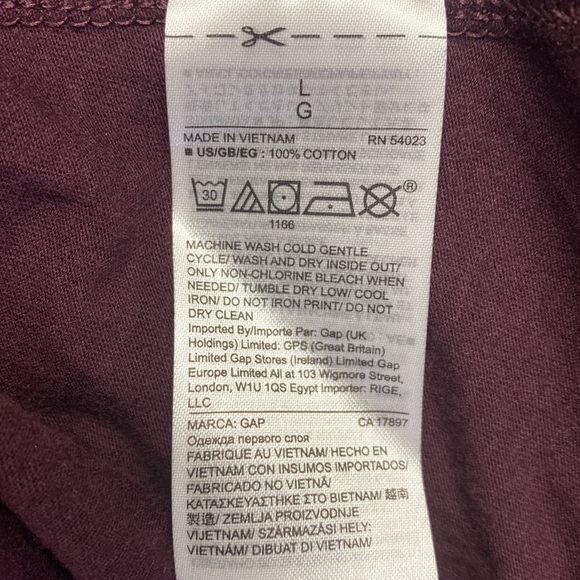 L
G
MADE IN VIETNAM RN 54023
■ US/GB/EG : 100% COTTON
30
®
1166
MACHINE WASH COLD GENTLE
CYCLE/ WASH AND DRY INSIDE OUT/
ONLY NON-CHLORINE BLEACH WHEN
NEEDED/ TUMBLE DRY LOW/ COOL
IRON/ DO NOT IRON PRINT/ DO NOT
DRY CLEAN
Imported By/Importe Par: Gap (UK
Holdings) Limited: GPS (Great Britain)
Limited Gap Stores (Ireland) Limited Gap
Europe Limited All at 103 Wigmore Street,
London, W1U 1QS Egypt Importer: RIGE,
LLC
MARCA: GAP CA 17897
Одежда первого слоя
FABRIQUE AU VIETNAM/ HECHO EN
VIETNAM CON INSUMOS IMPORTADOS/
FABRICADO NO VIETNÃ/
ΚΑΤΑΣΚΕΥΑΣΤΗΚΕ ΣΤΟ ΒΙΕΤΝΑΜ/ 越南
製造/ ZEMLJA PROIZVODNJE
VIJETNAM/ SZÁRMAZÁSI HELY:
VIETNÁM/ DIBUAT DI VIETNAM/